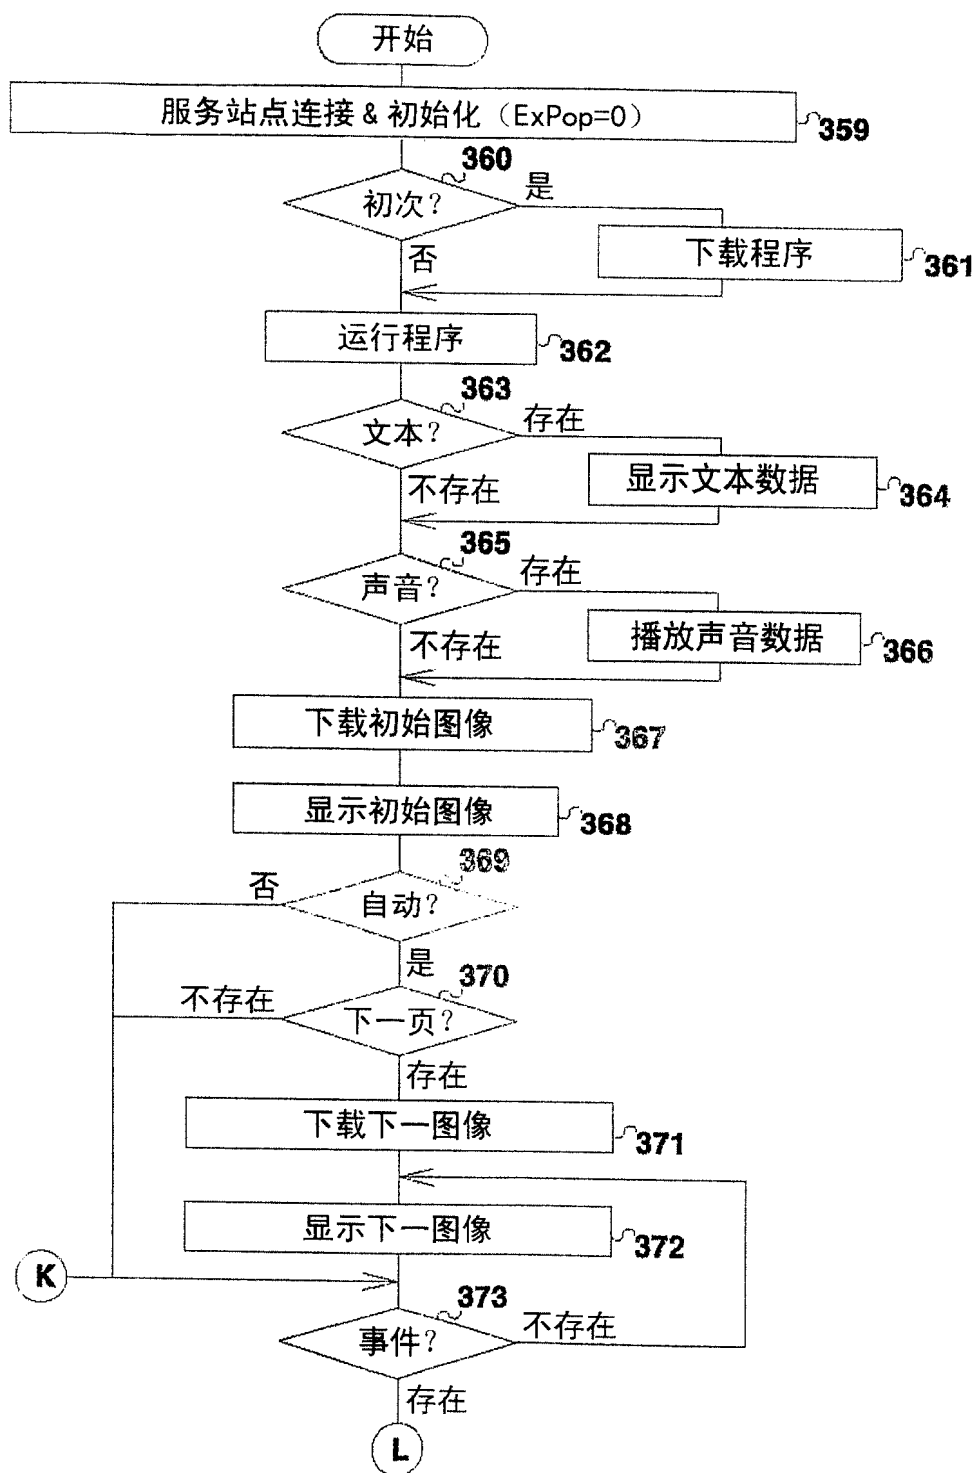 开始
服务站点连接 & 初始化（ExPop=0）
359
360
初次？
是
下载程序
361
否
运行程序
362
363
文本？
存在
显示文本数据
364
不存在
365
声音？
存在
播放声音数据
366
不存在
下载初始图像
367
显示初始图像
368
369
否
自动？
是
370
不存在
下一页？
存在
下载下一图像
371
显示下一图像
372
K
373
事件？
不存在
存在
L